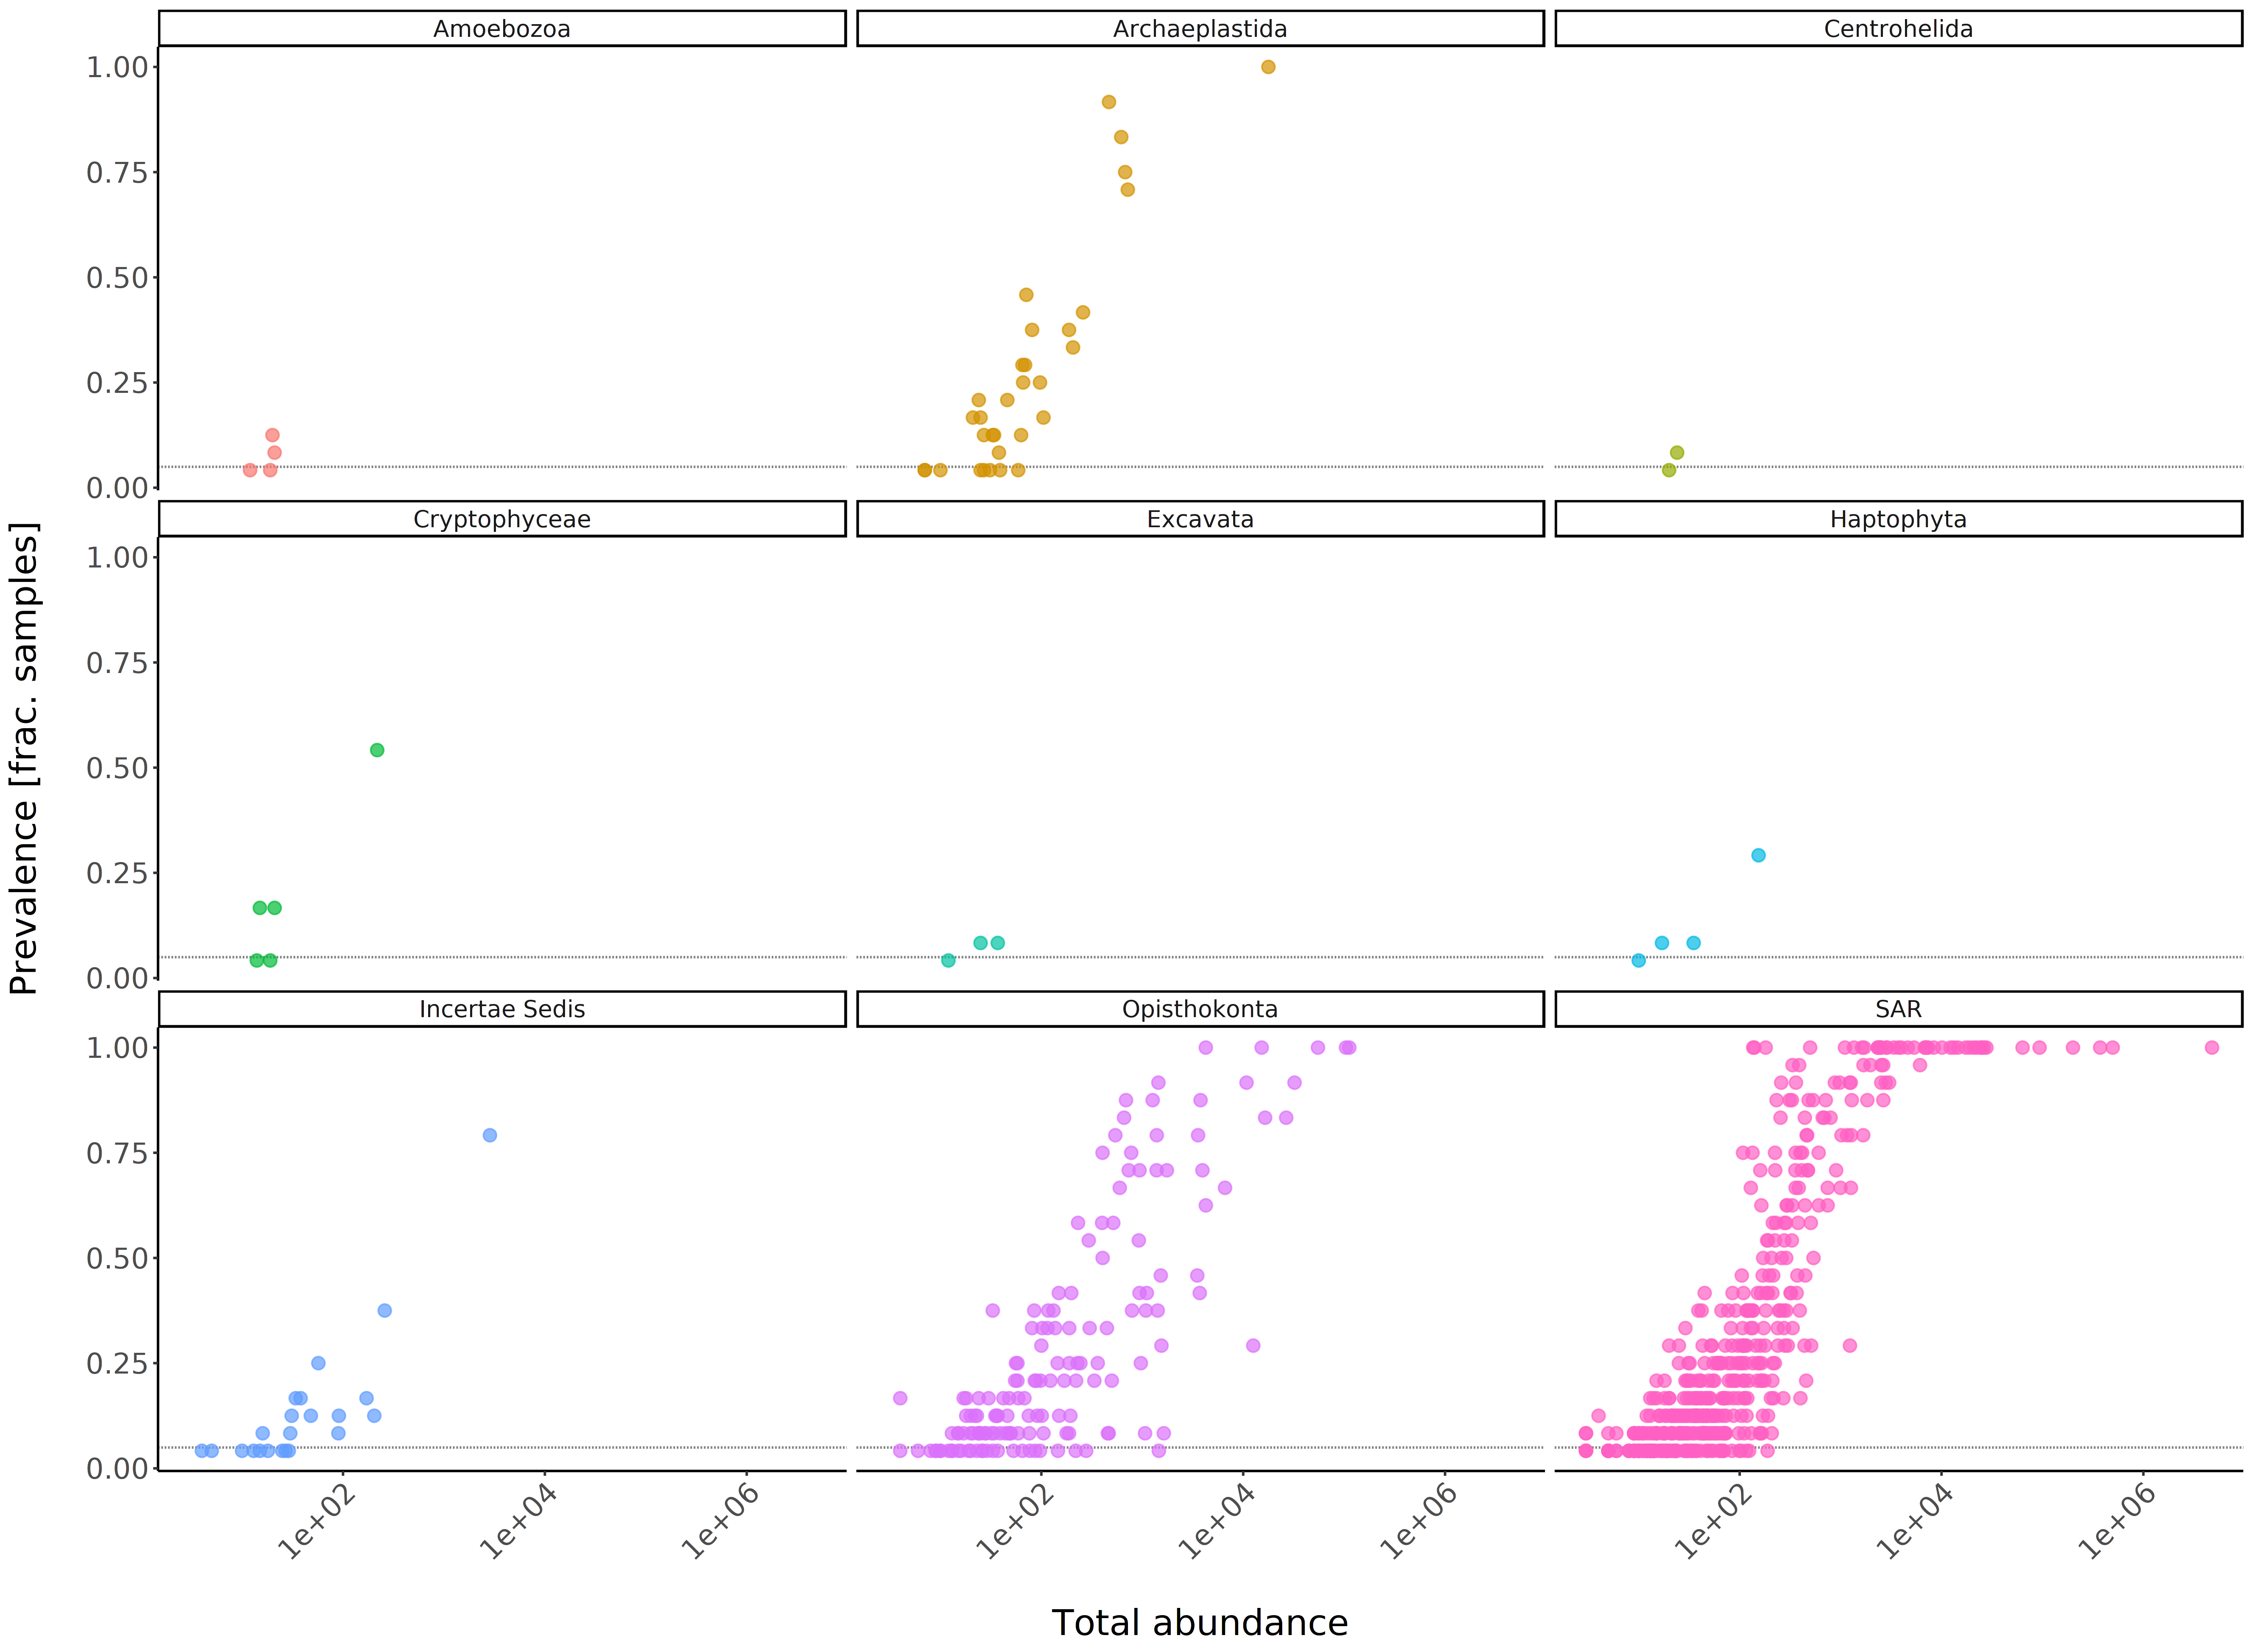 Amoebozoa Archaeplastida Centrohelida
1.00
0.75
0.50
0.25
0.00
Cryptophyceae Excavata Haptophyta
1.00
0.75
0.50
0.25
0.00
Incertae Sedis Opisthokonta SAR
1.00
0.75
0.50
0.25
0.00
Prevalence [frac. samples]
1e+02 1e+04 1e+06 1e+02 1e+04 1e+06 1e+02 1e+04 1e+06
Total abundance